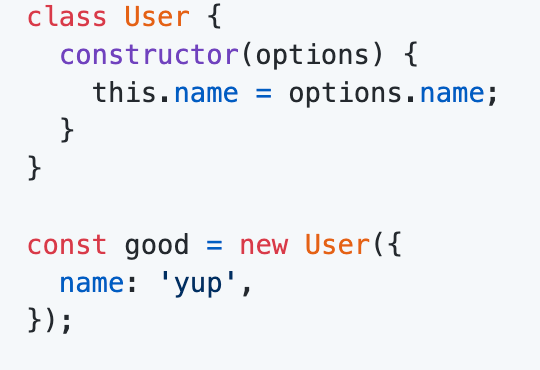 class User {
  constructor(options) {
    this.name = options.name;
  }
}

const good = new User({
  name: 'yup',
});